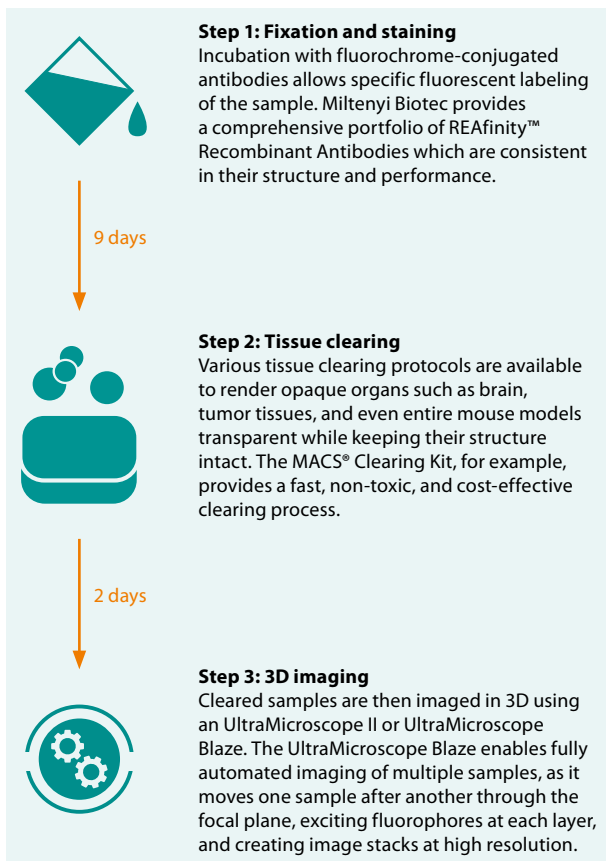 Step 1: Fixation and staining
Incubation with fluorochrome-conjugated
antibodies allows specific fluorescent labeling
of the sample. Miltenyi Biotec provides
a comprehensive portfolio of REAfinity™
Recombinant Antibodies which are consistent
in their structure and performance.
9 days
Step 2: Tissue clearing
Various tissue clearing protocols are available
to render opaque organs such as brain,
tumor tissues, and even entire mouse models
transparent while keeping their structure
intact. The MACS® Clearing Kit, for example,
provides a fast, non-toxic, and cost-effective
clearing process.
2 days
Step 3: 3D imaging
Cleared samples are then imaged in 3D using
an UltraMicroscope II or UltraMicroscope
Blaze. The UltraMicroscope Blaze enables fully
automated imaging of multiple samples, as it
moves one sample after another through the
focal plane, exciting fluorophores at each layer,
and creating image stacks at high resolution.